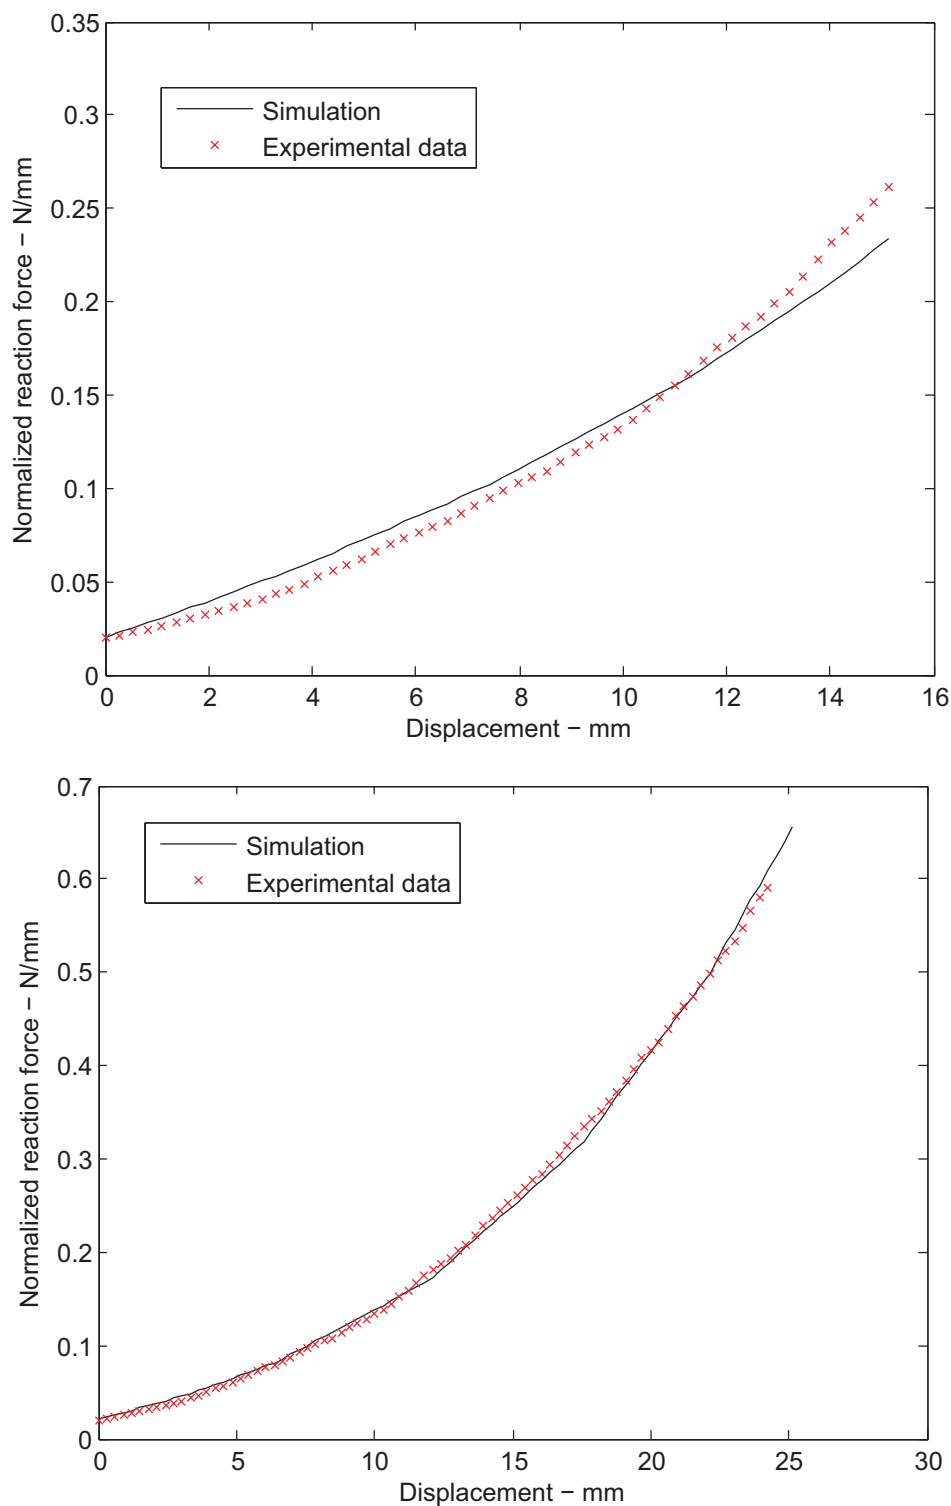 0.35
0.3
0.25
0.2
0.15
0.1
0.05
0
Normalized reaction force − N/mm
Simulation
Experimental data
0 2 4 6 8 10 12 14 16
Displacement − mm
0.7
0.6
0.5
0.4
0.3
0.2
0.1
0
Normalized reaction force − N/mm
Simulation
Experimental data
0 5 10 15 20 25 30
Displacement − mm